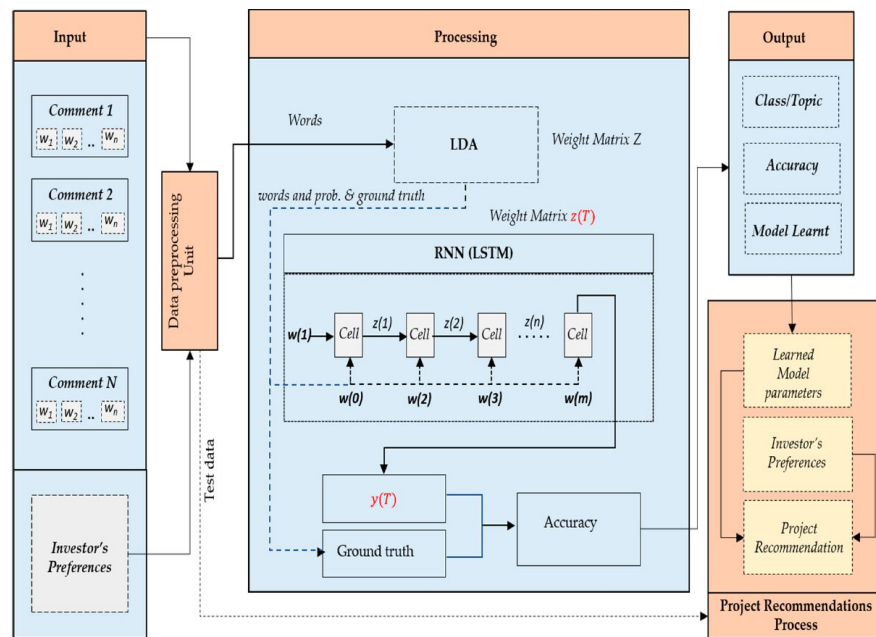 Input
Comment 1
w1 w2 .. wn
Comment 2
w1 w2 .. wn
Comment N
w1 w2 .. wn
Investor's
Preferences
Data preprocessing
Unit
Test data
Processing
Words
LDA
Weight Matrix Z
words and prob. & ground truth
Weight Matrix z(T)
RNN (LSTM)
w(1) Cell z(1) Cell z(2) Cell z(n) ..... Cell
w(0) w(2) w(3) w(m)
y(T)
Ground truth
Accuracy
Output
Class/Topic
Accuracy
Model Learnt
Learned
Model
parameters
Investor's
Preferences
Project
Recommendation
Project Recommendations
Process